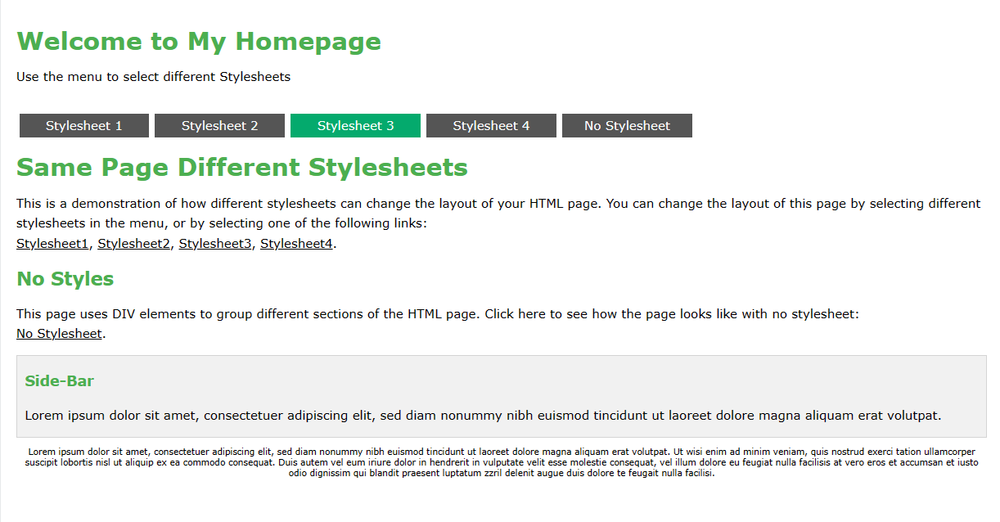 Welcome to My Homepage
Use the menu to select different Stylesheets
Stylesheet 1 Stylesheet 2 Stylesheet 3 Stylesheet 4 No Stylesheet
Same Page Different Stylesheets
This is a demonstration of how different stylesheets can change the layout of your HTML page. You can change the layout of this page by selecting different
stylesheets in the menu, or by selecting one of the following links:
Stylesheet1, Stylesheet2, Stylesheet3, Stylesheet4.
No Styles
This page uses DIV elements to group different sections of the HTML page. Click here to see how the page looks like with no stylesheet:
No Stylesheet.
Side-Bar
Lorem ipsum dolor sit amet, consectetuer adipiscing elit, sed diam nonummy nibh euismod tincidunt ut laoreet dolore magna aliquam erat volutpat.
Lorem ipsum dolor sit amet, consectetuer adipiscing elit, sed diam nonummy nibh euismod tincidunt ut laoreet dolore magna aliquam erat volutpat. Ut wisi enim ad minim veniam, quis nostrud exerci tation ullamcorper
suscipit lobortis nisl ut aliquip ex ea commodo consequat. Duis autem vel eum iriure dolor in hendrerit in vulputate velit esse molestie consequat, vel illum dolore eu feugiat nulla facilisis at vero eros et accumsan et iusto
odio dignissim qui blandit praesent luptatum zzril delenit augue duis dolore te feugait nulla facilisi.